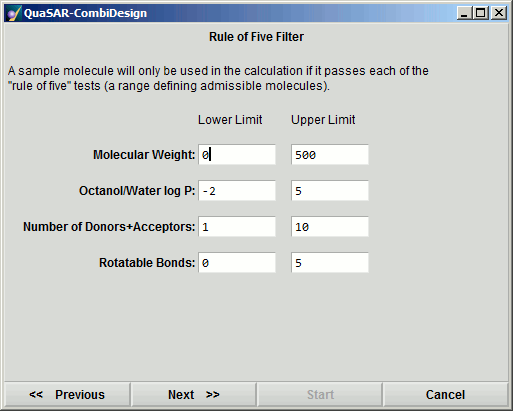 QuaSAR-CombiDesign
Rule of Five Filter
A sample molecule will only be used in the calculation if it passes each of the
"rule of five" tests (a range defining admissible molecules).
Lower Limit Upper Limit
Molecular Weight: 0 500
Octanol/Water log P: -2 5
Number of Donors+Acceptors: 1 10
Rotatable Bonds: 0 5
<< Previous Next >> Start Cancel